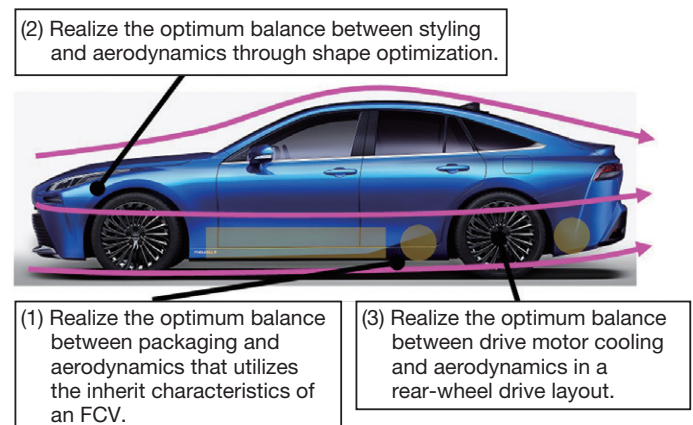 (2) Realize the optimum balance between styling
and aerodynamics through shape optimization.
(1) Realize the optimum balance
between packaging and
aerodynamics that utilizes
the inherit characteristics of
an FCV.
(3) Realize the optimum balance
between drive motor cooling
and aerodynamics in a
rear-wheel drive layout.